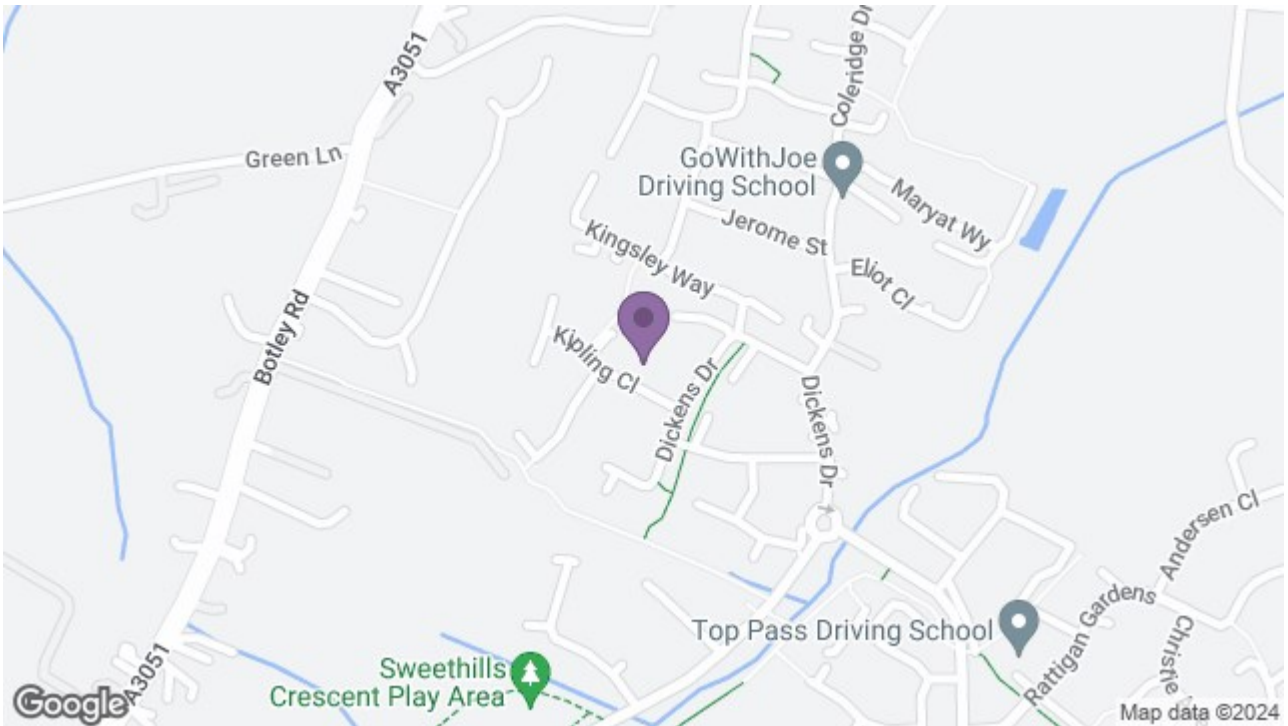 A3051
Coleridge Dr
Green Ln
GoWithJoe
Driving School
Maryat Wy
Jerome St
Kingsley Way
Eliot Cl
Botley Rd
Kipling Cl
Dickens Dr
Dickens Dr
Andersen Cl
Rattigan Gardens
Top Pass Driving School
Christie
Sweethills
Crescent Play Area
A3051
Google
Map data ©2024